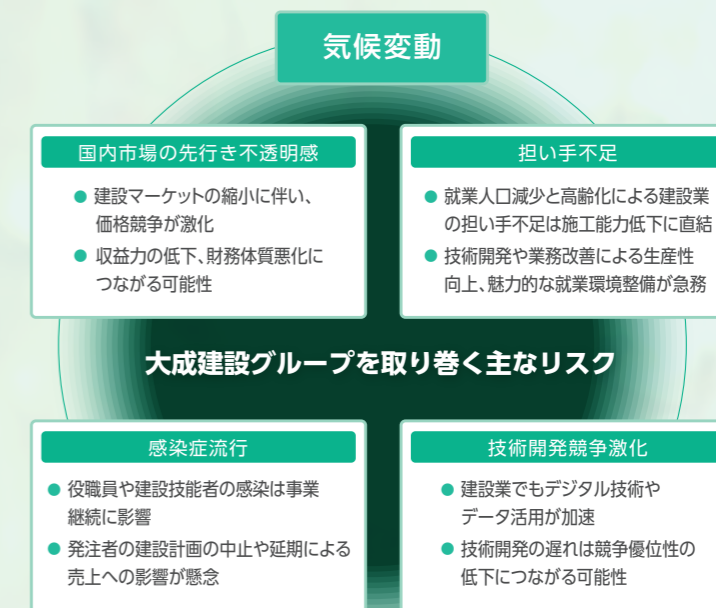 気候変動
国内市場の先行き不透明感
● 建設マーケットの縮小に伴い、
価格競争が激化
● 収益力の低下、財務体質悪化に
つながる可能性
担い手不足
● 就業人口減少と高齢化による建設業
の担い手不足は施工能力低下に直結
● 技術開発や業務改善による生産性
向上、魅力的な就業環境整備が急務
大成建設グループを取り巻く主なリスク
感染症流行
● 役職員や建設技能者の感染は事業
継続に影響
● 発注者の建設計画の中止や延期による
売上への影響が懸念
技術開発競争激化
● 建設業でもデジタル技術や
データ活用が加速
● 技術開発の遅れは競争優位性の
低下につながる可能性